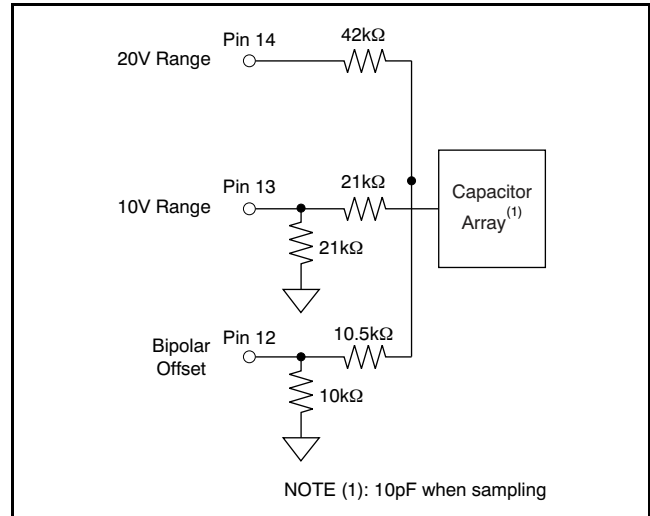 Pin 14
42kΩ
20V Range
Pin 13
21kΩ
10V Range
Capacitor
Array(1)
21kΩ
Pin 12
10.5kΩ
Bipolar
Offset
10kΩ
NOTE (1): 10pF when sampling